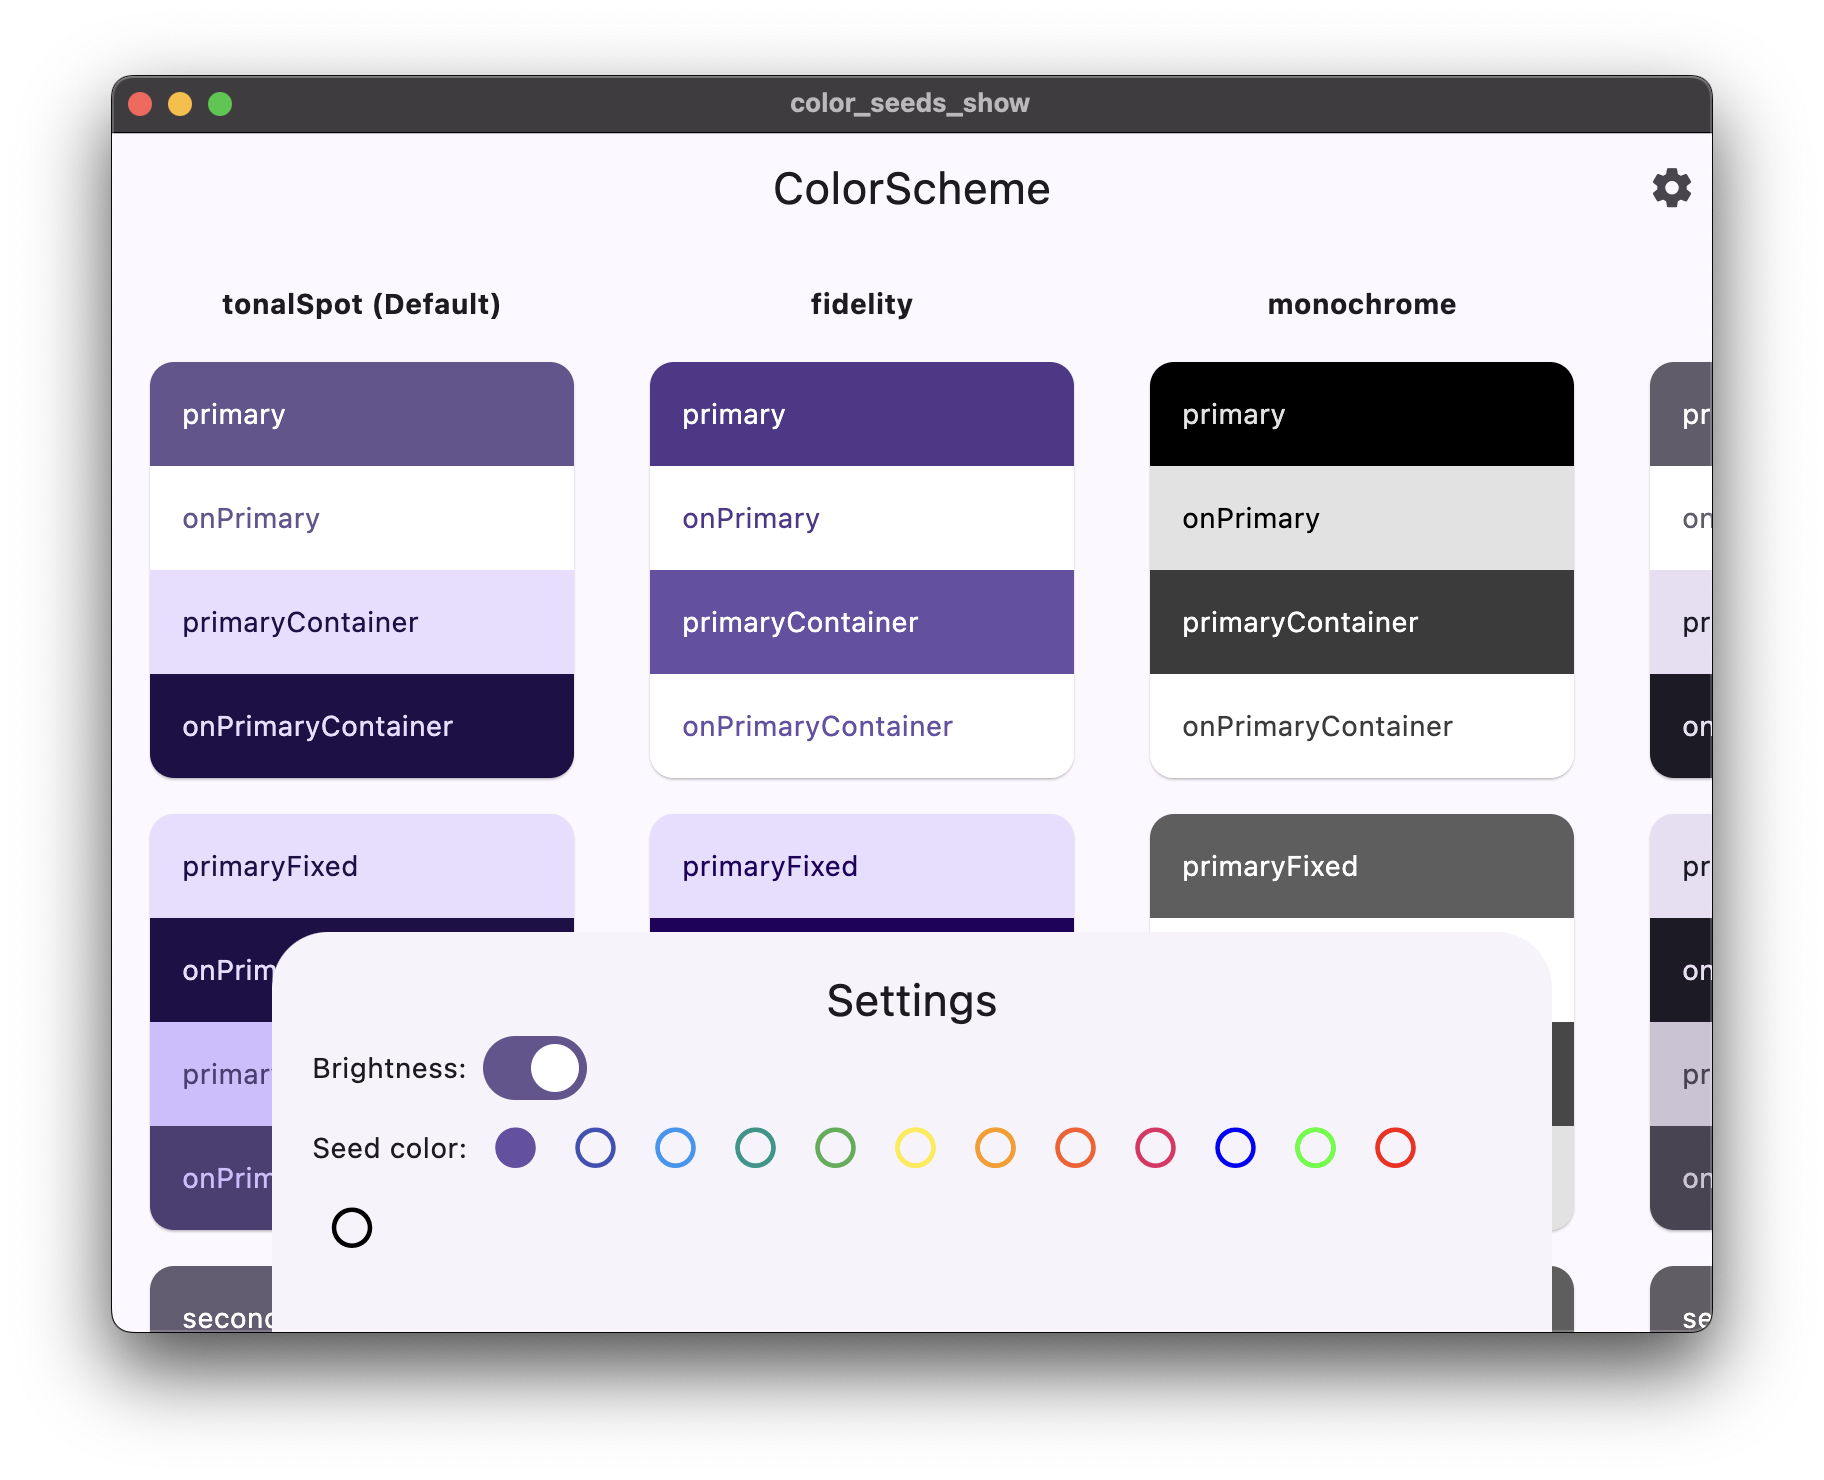 color_seeds_show
ColorScheme
tonalSpot (Default)
primary
onPrimary
primaryContainer
onPrimaryContainer
primaryFixed
onPrim
primar
onPrim
second
fidelity
primary
onPrimary
primaryContainer
onPrimaryContainer
primaryFixed
monochrome
primary
onPrimary
primaryContainer
onPrimaryContainer
primaryFixed
pr
on
pr
on
pr
on
pr
on
se
Settings
Brightness:
Seed color: